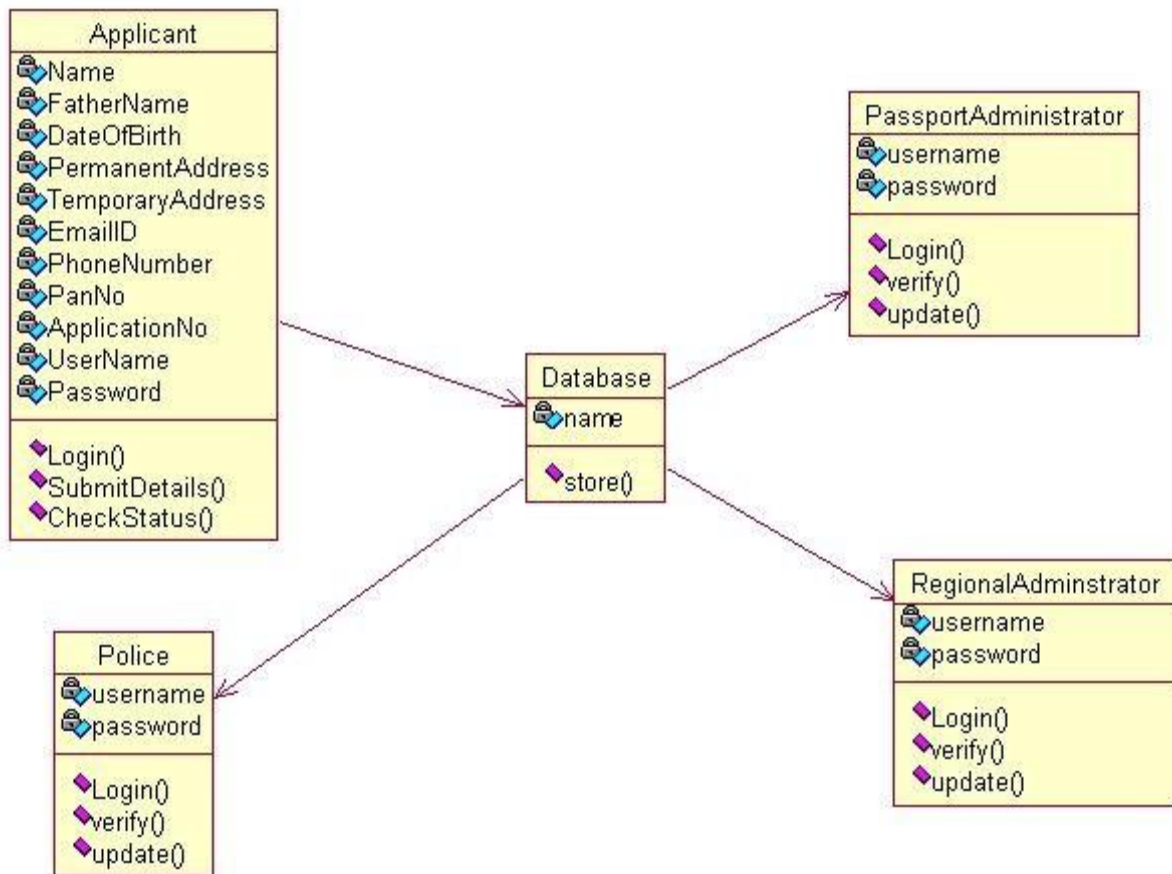 Applicant
Name
FatherName
DateOfBirth
PermanentAddress
TemporaryAddress
EmailID
PhoneNumber
PanNo
ApplicationNo
UserName
Password
Login()
SubmitDetails()
CheckStatus()
PassportAdministrator
username
password
Login()
verify()
update()
Database
name
store()
RegionalAdminstrator
username
password
Login()
verify()
update()
Police
username
password
Login()
verify()
update()